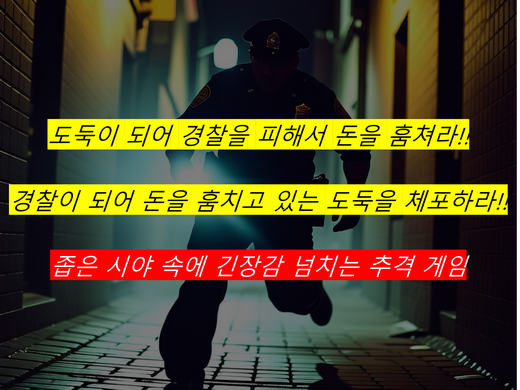 도둑이 되어 경찰을 피해서 돈을 훔쳐라!!
경찰이 되어 돈을 훔치고 있는 도둑을 체포하라!!
좁은 시야 속에 긴장감 넘치는 추격 게임